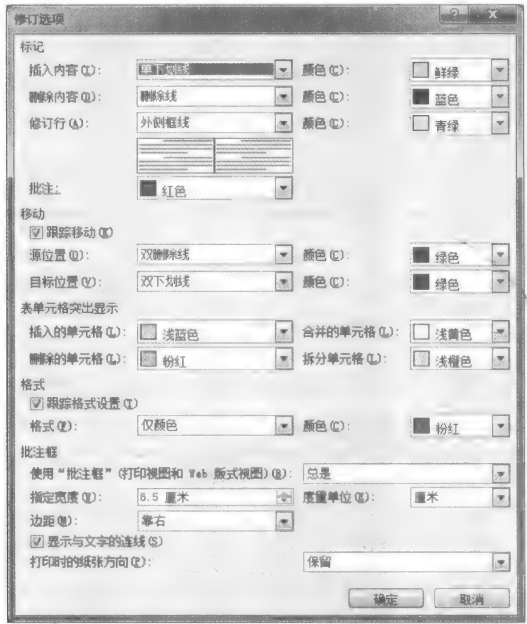 修订选项
标记
插入内容(I): 单下划线 颜色(C): 鲜绿
删除内容(D): 删除线 颜色(C): 蓝色
修订行(A): 外侧框线 颜色(C): 青绿
批注: 红色
移动
跟踪移动(K)
源位置(O): 双删除线 颜色(C): 绿色
目标位置(V): 双下划线 颜色(C): 绿色
表单元格突出显示
插入的单元格(L): 浅蓝色 合并的单元格(L): 浅黄色
删除的单元格(L): 粉红 拆分单元格(L): 浅橙色
格式
跟踪格式设置(T)
格式(F): 仅颜色 颜色(C): 粉红
批注框
使用“批注框”(打印视图和 Web 版式视图)(B): 总是
指定宽度(W): 6.5 厘米 度量单位(E): 厘米
边距(M): 靠右
显示与文字的连线(S)
打印时的纸张方向(P): 保留
确定 取消